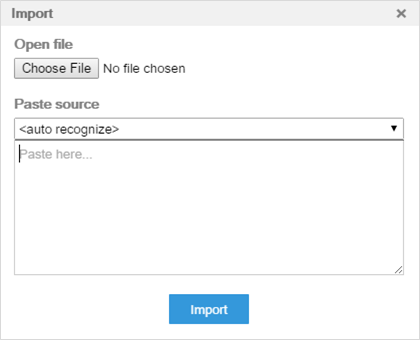 Import
Open file
Choose File No file chosen
Paste source
<auto recognize>
Paste here...
Import